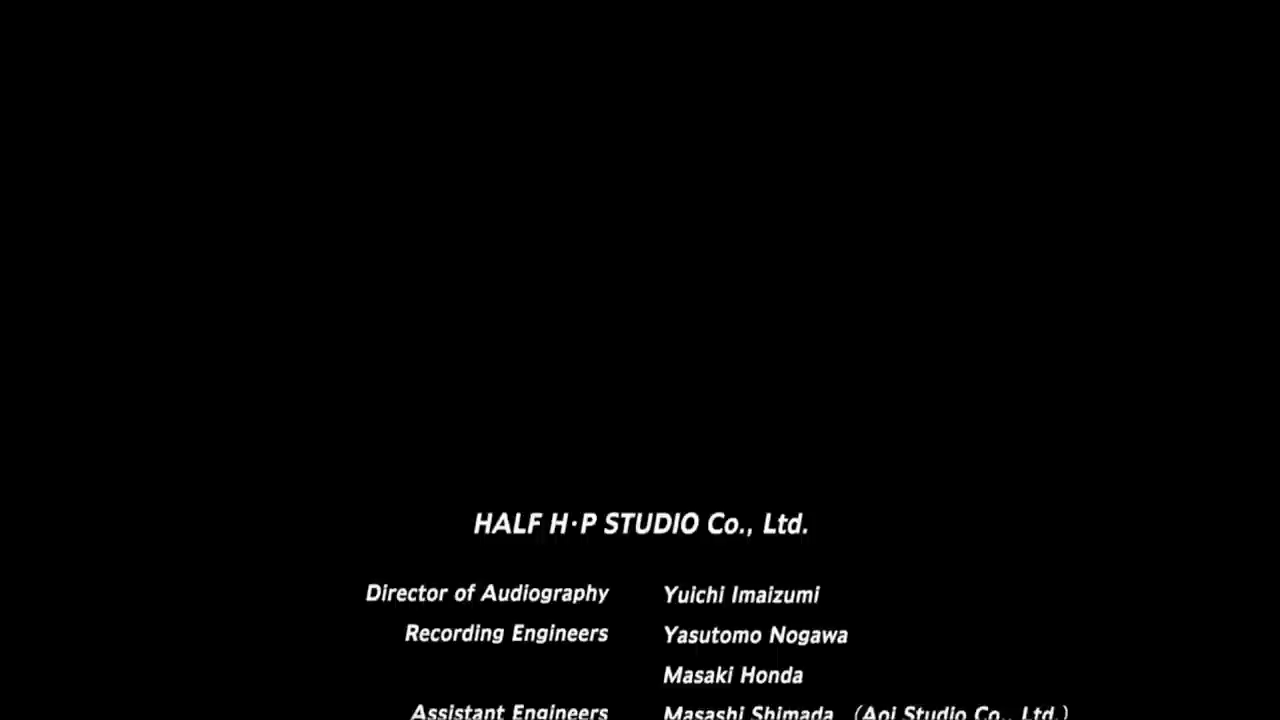 HALF H·P STUDIO Co., Ltd.
Director of Audiography Yuichi Imaizumi
Recording Engineers Yasutomo Nogawa
Masaki Honda
Assistant Engineers Masashi Shimada (Aoi Studio Co., Ltd.)